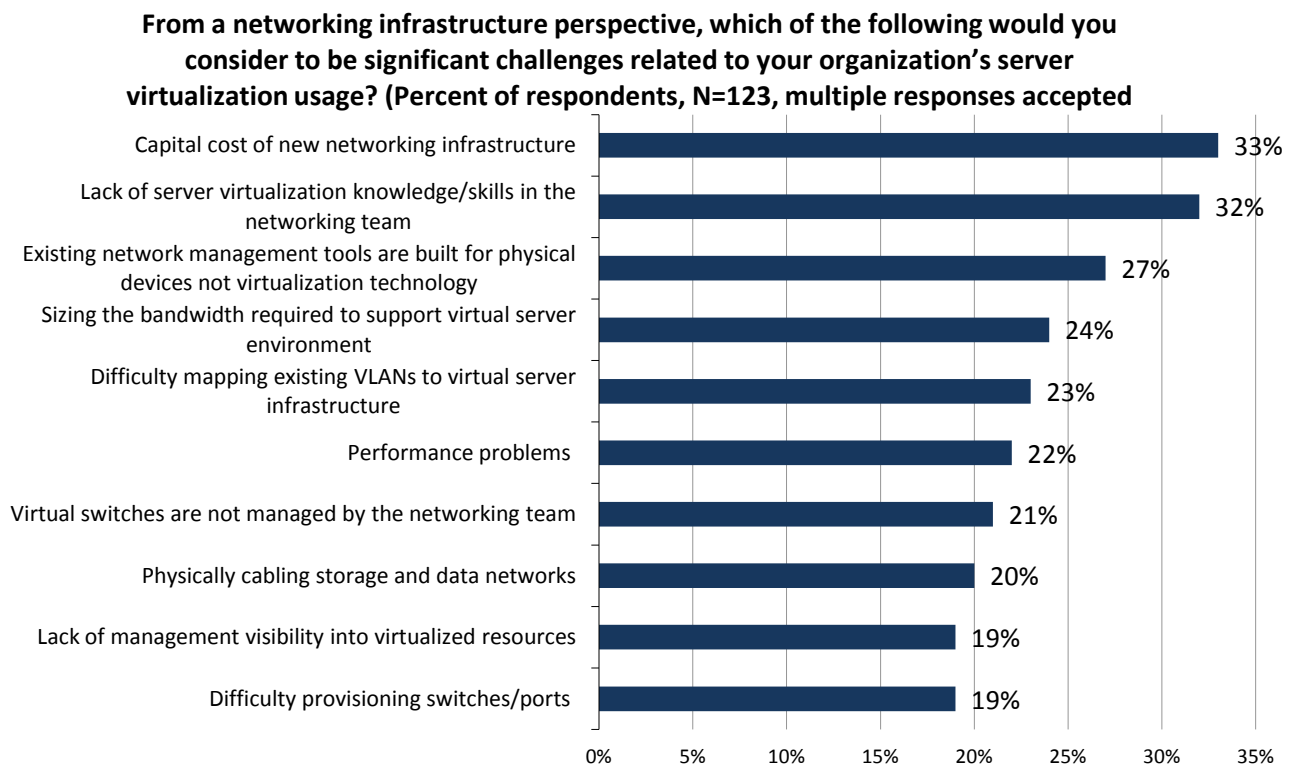 From a networking infrastructure perspective, which of the following would you
consider to be significant challenges related to your organization’s server
virtualization usage? (Percent of respondents, N=123, multiple responses accepted
Capital cost of new networking infrastructure
33%
Lack of server virtualization knowledge/skills in the
networking team
32%
Existing network management tools are built for physical
devices not virtualization technology
27%
Sizing the bandwidth required to support virtual server
environment
24%
Difficulty mapping existing VLANs to virtual server
infrastructure
23%
Performance problems
22%
Virtual switches are not managed by the networking team
21%
Physically cabling storage and data networks
20%
Lack of management visibility into virtualized resources
19%
Difficulty provisioning switches/ports
19%
0% 5% 10% 15% 20% 25% 30% 35%